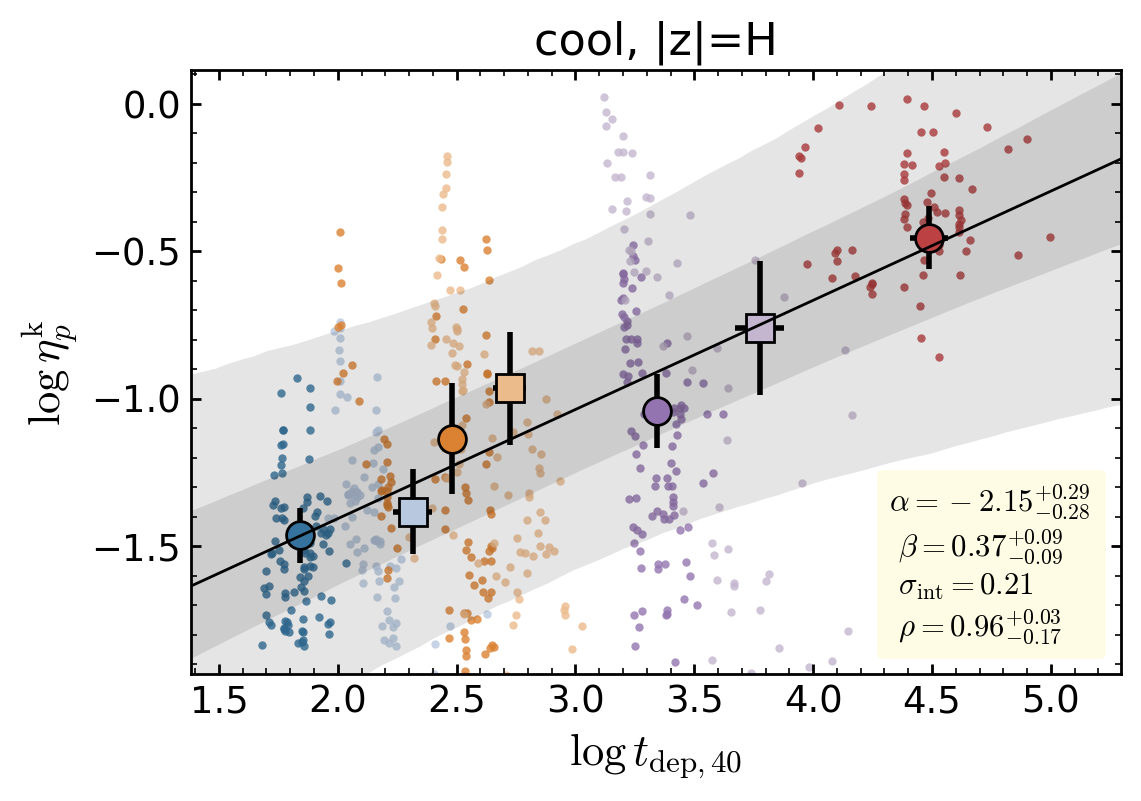 cool, |z|=H
0.0
−0.5
−1.0
−1.5
log η_p^k
1.5 2.0 2.5 3.0 3.5 4.0 4.5 5.0
log t_dep, 40
α = −2.15^{+0.29}_{−0.28}
β = 0.37^{+0.09}_{−0.09}
σ_int = 0.21
ρ = 0.96^{+0.03}_{−0.17}